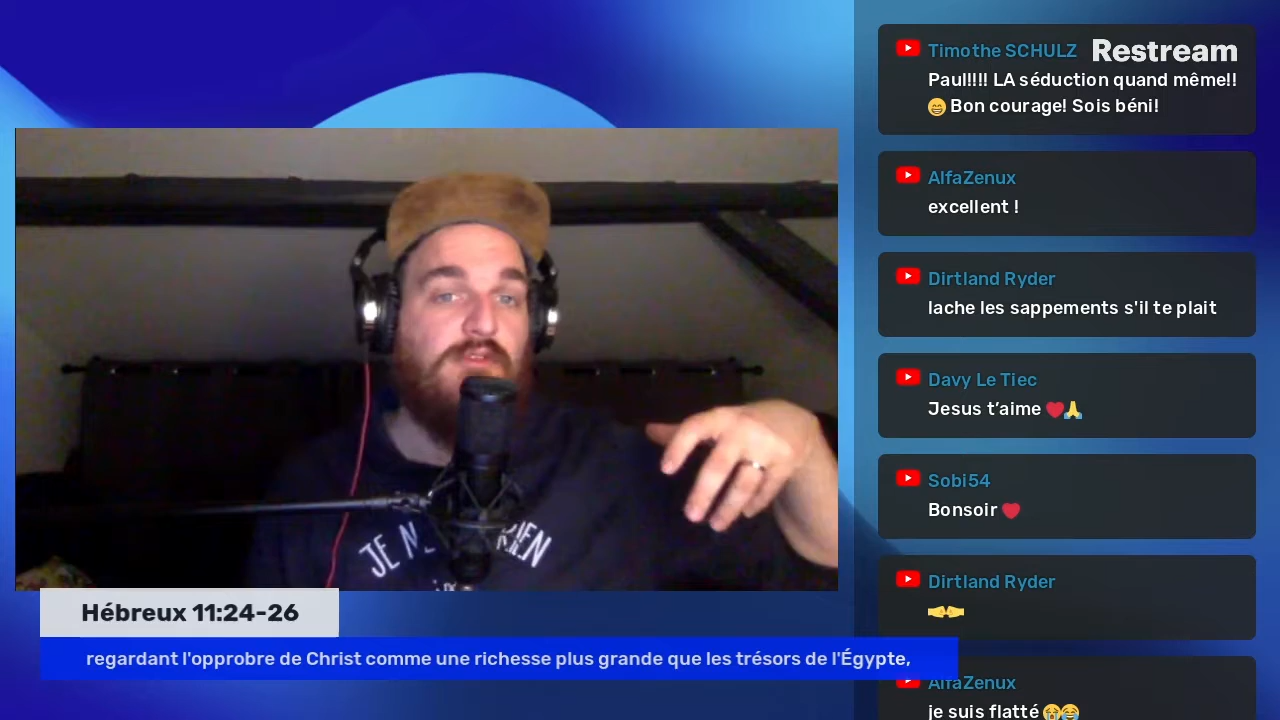 Timothe SCHULZ
Restream
Paul!!!! LA séduction quand même!!
😁 Bon courage! Sois béni!
AlfaZenux
excellent !
Dirtland Ryder
lache les sappements s'il te plait
Davy Le Tiec
Jesus t’aime ❤️🙏
Sobi54
Bonsoir ❤️
Dirtland Ryder
🤜🤛
AlfaZenux
je suis flatté 😭😂
JE N
Hébreux 11:24-26
regardant l'opprobre de Christ comme une richesse plus grande que les trésors de l'Égypte,